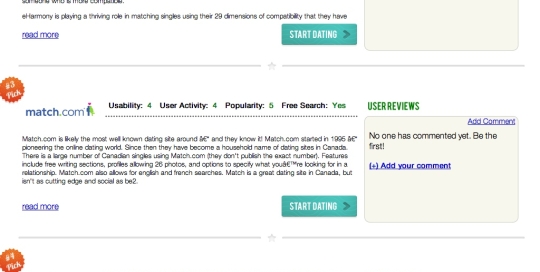 someone who is more compatible.
eHarmony is playing a thriving role in matching singles using their 29 dimensions of compatibility that they have
read more
START DATING >
#3
Pick
match.com
Usability: 4 User Activity: 4 Popularity: 5 Free Search: Yes
Match.com is likely the most well known dating site around â€" and they know it! Match.com started in 1995 â€"
pioneering the online dating world. Since then they have become a household name of dating sites in Canada.
There is a large number of Canadian singles using Match.com (they don't publish the exact number). Features
include free writing sections, profiles allowing 26 photos, and options to specify what youâ€™re looking for in a
relationship. Match.com also allows for english and french searches. Match is a great dating site in Canada, but
isn't as cutting edge and social as be2.
read more
START DATING >
USER REVIEWS
Add Comment
No one has commented yet. Be the
first!
(+) Add your comment
#4
Pick